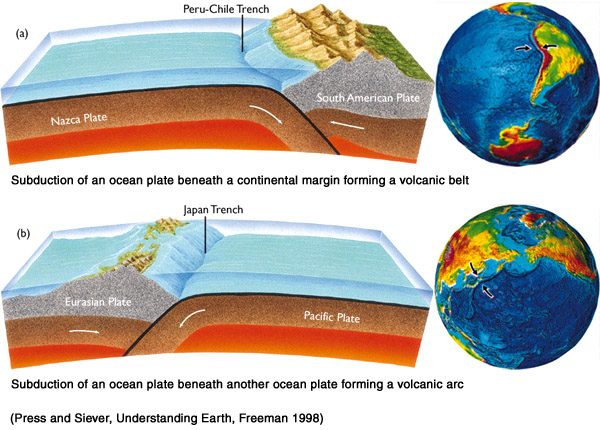 Peru-Chile Trench
(a)
South American Plate
Nazca Plate
Subduction of an ocean plate beneath a continental margin forming a volcanic belt
Japan Trench
(b)
Eurasian Plate
Pacific Plate
Subduction of an ocean plate beneath another ocean plate forming a volcanic arc
(Press and Siever, Understanding Earth, Freeman 1998)